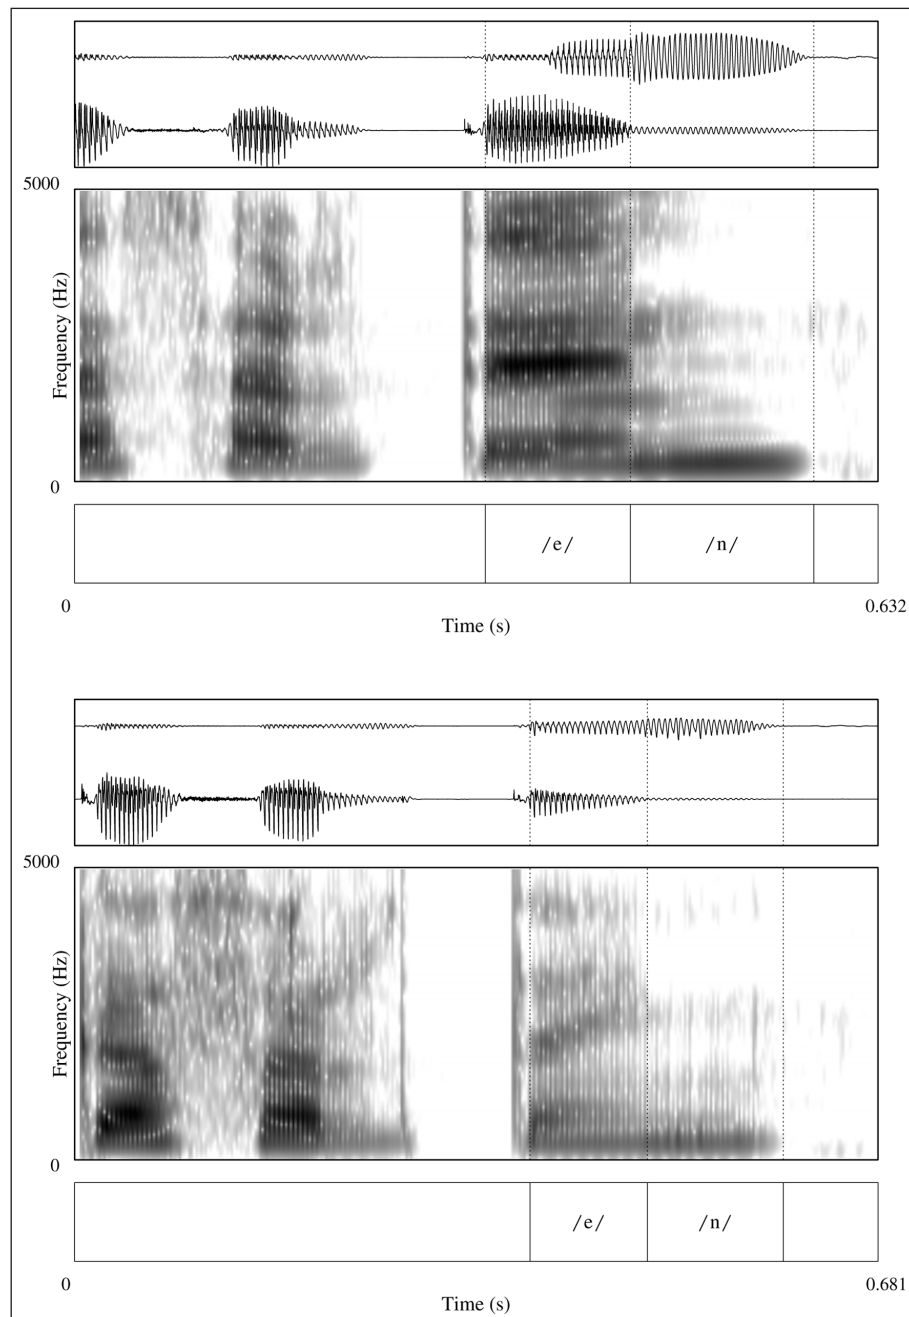 5000
Frequency (Hz)
0
/e/ /n/
0 0.632
Time (s)
5000
Frequency (Hz)
0
/e/ /n/
0 0.681
Time (s)